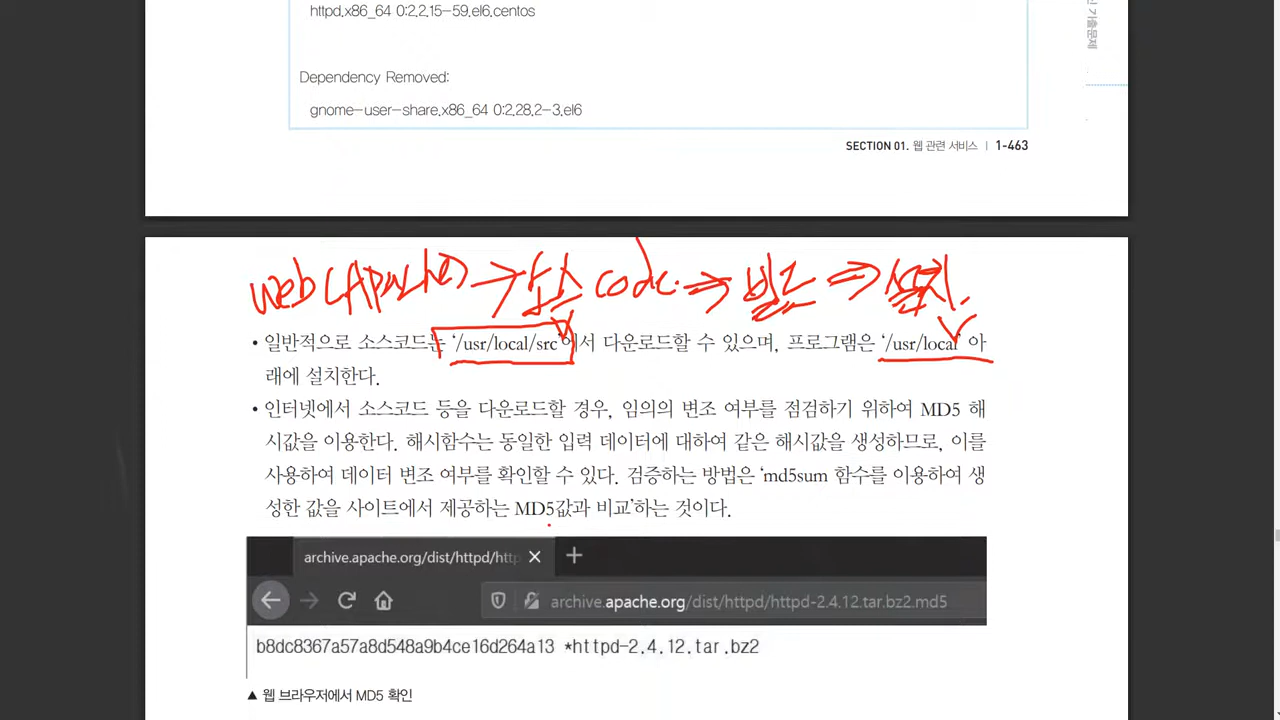 httpd.x86_64 0:2.2.15-59.el6.centos
Dependency Removed:
gnome-user-share.x86_64 0:2.28.2-3.el6
SECTION 01. 웹 관련 서비스 | 1-463
기출문제
web (Apache) → 소스 code. ⇒ 빌드 ⇒ 설치.
• 일반적으로 소스코드는 '/usr/local/src'에서 다운로드할 수 있으며, 프로그램은 '/usr/local' 아
래에 설치한다.
• 인터넷에서 소스코드 등을 다운로드할 경우, 임의의 변조 여부를 점검하기 위하여 MD5 해
시값을 이용한다. 해시함수는 동일한 입력 데이터에 대하여 같은 해시값을 생성하므로, 이를
사용하여 데이터 변조 여부를 확인할 수 있다. 검증하는 방법은 'md5sum 함수를 이용하여 생
성한 값을 사이트에서 제공하는 MD5값과 비교'하는 것이다.
archive.apache.org/dist/httpd/http
archive.apache.org/dist/httpd/httpd-2.4.12.tar.bz2.md5
b8dc8367a57a8d548a9b4ce16d264a13 *httpd-2.4.12.tar.bz2
▲ 웹 브라우저에서 MD5 확인